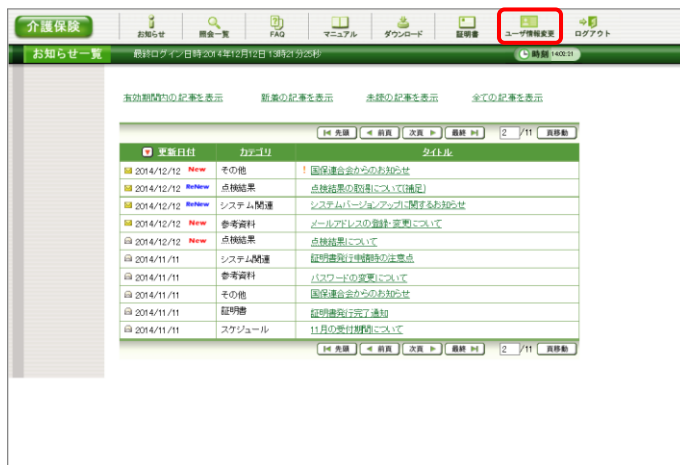 介護保険
お知らせ 照会一覧 FAQ マニュアル ダウンロード 証明書 ユーザ情報変更 ログアウト
お知らせ一覧 最終ログイン日時:2014年12月12日 13時21分25秒 時刻 14:02:21
有効期間内の記事を表示 新着の記事を表示 未読の記事を表示 全ての記事を表示
先頭 前頁 次頁 最終 2 /11 頁移動
更新日付 カテゴリ タイトル
2014/12/12 New その他 ! 国保連合会からのお知らせ
2014/12/12 ReNew 点検結果 点検結果の取得について(補足)
2014/12/12 ReNew システム関連 システムバージョンアップに関するお知らせ
2014/12/12 New 参考資料 メールアドレスの登録・変更について
2014/12/12 New 点検結果 点検結果について
2014/11/11 システム関連 証明書発行申請時の注意点
2014/11/11 参考資料 パスワードの変更について
2014/11/11 その他 国保連合会からのお知らせ
2014/11/11 証明書 証明書発行完了通知
2014/11/11 スケジュール 11月の受付期間について
先頭 前頁 次頁 最終 2 /11 頁移動